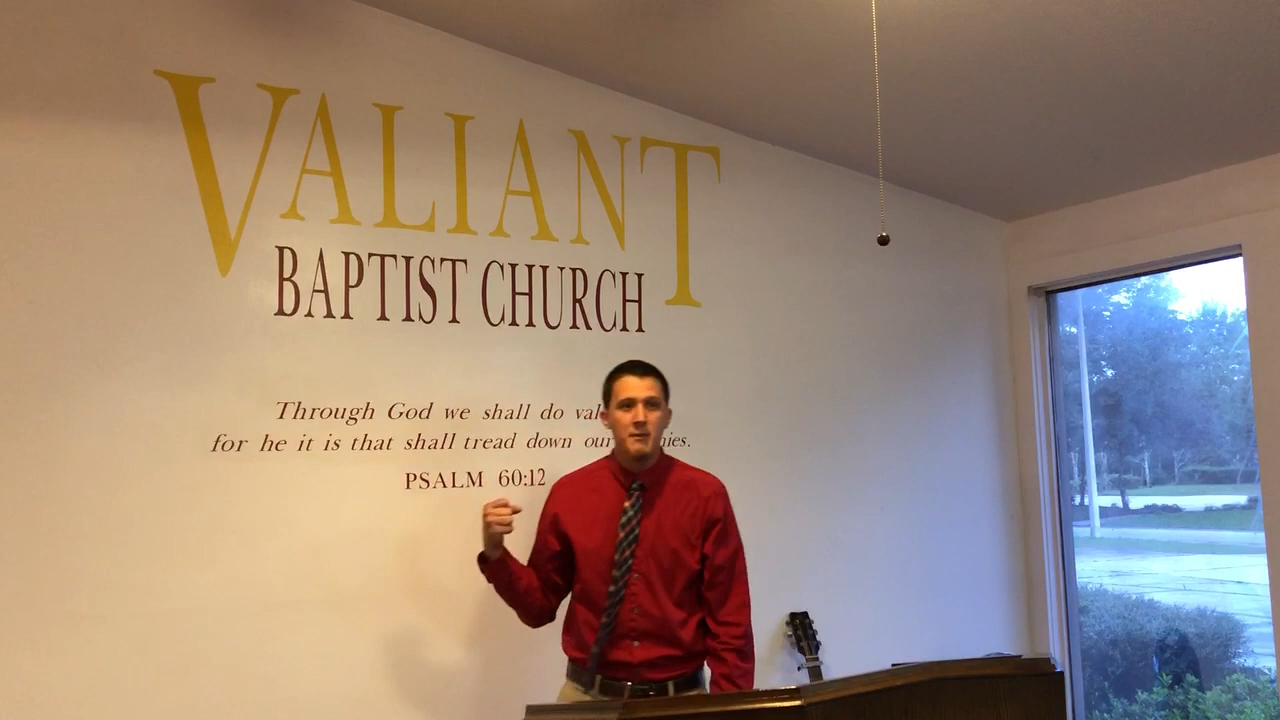 VALIANT
BAPTIST CHURCH
Through God we shall do
for he it is that shall tread down our
PSALM 60:12